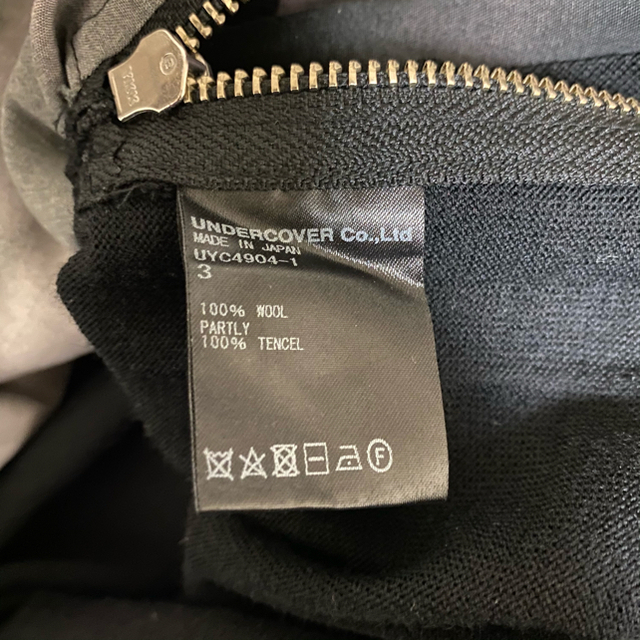 UNDERCOVER Co.,Ltd
MADE IN JAPAN
UYC4904-1
3
100% WOOL
PARTLY
100% TENCEL
F